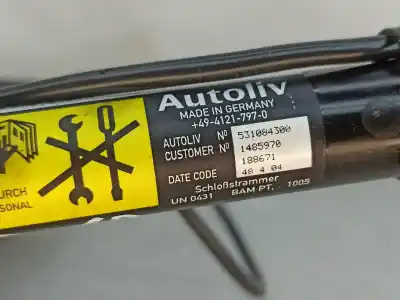 Autoliv
MADE IN GERMANY
+49-4121-797-0
AUTOLIV Nº 531084300
CUSTOMER Nº 1485970
188671
DATE CODE 48 4 04
Schloßstrammer
UN 0431 BAM PT. 1005
URCH
SONAL